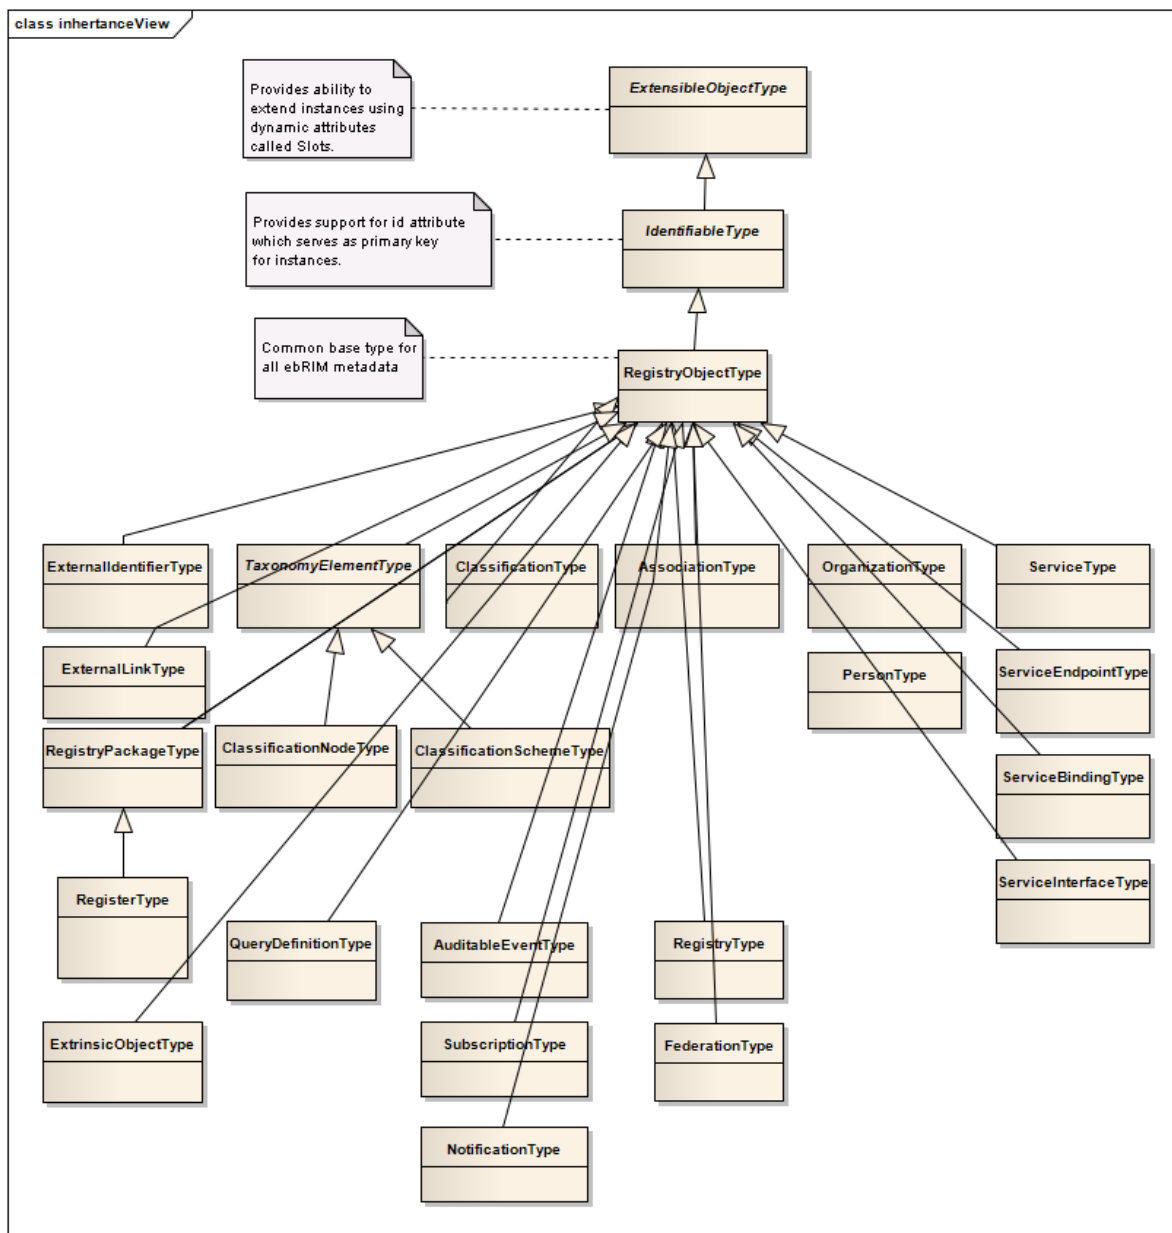 class inhertanceView
Provides ability to
extend instances using
dynamic attributes
called Slots.
ExtensibleObjectType
Provides support for id attribute
which serves as primary key
for instances.
IdentifiableType
Common base type for
all ebRIM metadata
RegistryObjectType
ExternalIdentifierType
TaxonomyElementType
ClassificationType
AssociationType
OrganizationType
ServiceType
ExternalLinkType
PersonType
ServiceEndpointType
RegistryPackageType
ClassificationNodeType
ClassificationSchemeType
ServiceBindingType
RegisterType
ServiceInterfaceType
QueryDefinitionType
AuditableEventType
RegistryType
ExtrinsicObjectType
SubscriptionType
FederationType
NotificationType